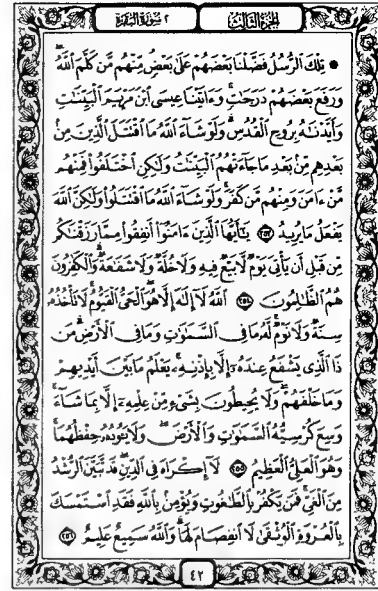 الجزء الثالث ٢ سورة البقرة
تِلْكَ ٱلرُّسُلُ فَضَّلْنَا بَعْضَهُمْ عَلَىٰ بَعْضٍ مِّنْهُم مَّن كَلَّمَ ٱللَّهُ
وَرَفَعَ بَعْضَهُمْ دَرَجَٰتٍ وَءَاتَيْنَا عِيسَى ٱبْنَ مَرْيَمَ ٱلْبَيِّنَٰتِ
وَأَيَّدْنَٰهُ بِرُوحِ ٱلْقُدُسِ وَلَوْ شَآءَ ٱللَّهُ مَا ٱقْتَتَلَ ٱلَّذِينَ مِنۢ
بَعْدِهِم مِّنۢ بَعْدِ مَا جَآءَتْهُمُ ٱلْبَيِّنَٰتُ وَلَٰكِنِ ٱخْتَلَفُوا۟ فَمِنْهُم
مَّنْ ءَامَنَ وَمِنْهُم مَّن كَفَرَ وَلَوْ شَآءَ ٱللَّهُ مَا ٱقْتَتَلُوا۟ وَلَٰكِنَّ ٱللَّهَ
يَفْعَلُ مَا يُرِيدُ ٢٥٣ يَٰٓأَيُّهَا ٱلَّذِينَ ءَامَنُوٓا۟ أَنفِقُوا۟ مِمَّا رَزَقْنَٰكُم
مِّن قَبْلِ أَن يَأْتِىَ يَوْمٌ لَّا بَيْعٌ فِيهِ وَلَا خُلَّةٌ وَلَا شَفَٰعَةٌ وَٱلْكَٰفِرُونَ
هُمُ ٱلظَّٰلِمُونَ ٢٥٤ ٱللَّهُ لَآ إِلَٰهَ إِلَّا هُوَ ٱلْحَىُّ ٱلْقَيُّومُ لَا تَأْخُذُهُۥ
سِنَةٌ وَلَا نَوْمٌ لَّهُۥ مَا فِى ٱلسَّمَٰوَٰتِ وَمَا فِى ٱلْأَرْضِ مَن
ذَا ٱلَّذِى يَشْفَعُ عِندَهُۥٓ إِلَّا بِإِذْنِهِۦ يَعْلَمُ مَا بَيْنَ أَيْدِيهِمْ
وَمَا خَلْفَهُمْ وَلَا يُحِيطُونَ بِشَىْءٍ مِّنْ عِلْمِهِۦٓ إِلَّا بِمَا شَآءَ
وَسِعَ كُرْسِيُّهُ ٱلسَّمَٰوَٰتِ وَٱلْأَرْضَ وَلَا يَـُٔودُهُۥ حِفْظُهُمَا
وَهُوَ ٱلْعَلِىُّ ٱلْعَظِيمُ ٢٥٥ لَآ إِكْرَاهَ فِى ٱلدِّينِ قَد تَّبَيَّنَ ٱلرُّشْدُ
مِنَ ٱلْغَىِّ فَمَن يَكْفُرْ بِٱلطَّٰغُوتِ وَيُؤْمِنۢ بِٱللَّهِ فَقَدِ ٱسْتَمْسَكَ
بِٱلْعُرْوَةِ ٱلْوُثْقَىٰ لَا ٱنفِصَامَ لَهَا وَٱللَّهُ سَمِيعٌ عَلِيمٌ ٢٥٦
٤٢